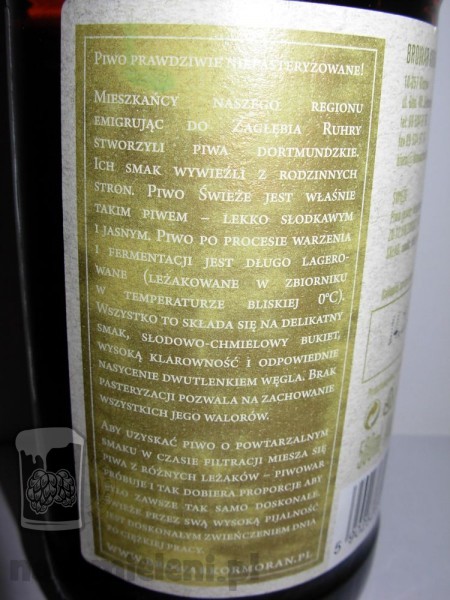 Piwo prawdziwie niepasteryzowane!
Mieszkańcy naszego regionu
emigrując do Zagłębia Ruhry
stworzyli piwa dortmundzkie.
Ich smak wywieźli z rodzinnych
stron. Piwo Świeże jest właśnie
takim piwem – lekko słodkawym
i jasnym. Piwo po procesie warzenia
i fermentacji jest długo lagero-
wane (leżakowane w zbiorniku
w temperaturze bliskiej 0°C).
Wszystko to składa się na delikatny
smak, słodowo-chmielowy bukiet,
wysoką klarowność i odpowiednie
nasycenie dwutlenkiem węgla. Brak
pasteryzacji pozwala na zachowanie
wszystkich jego walorów.
Aby uzyskać piwo o powtarzalnym
smaku w czasie filtracji miesza się
piwa z różnych leżaków – piwowar
próbuje i tak dobiera proporcje aby
było zawsze tak samo doskonałe.
Świeże przez swą wysoką pijalność
jest doskonałym zwieńczeniem dnia
po ciężkiej pracy.
www.browarkormoran.pl